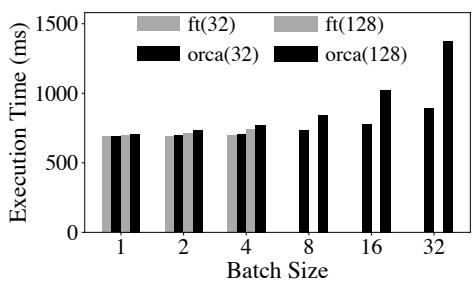 ft(32) ft(128)
orca(32) orca(128)
Execution Time (ms)
1500
1000
500
0
1 2 4 8 16 32
Batch Size